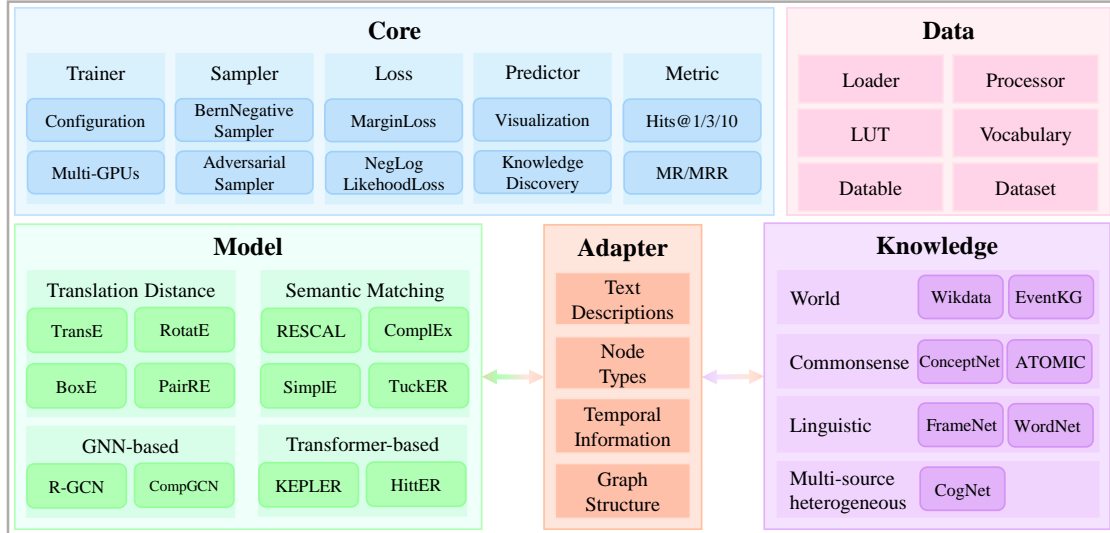 Core
Trainer
Configuration
Multi-GPUs
Sampler
BernNegative
Sampler
Adversarial
Sampler
Loss
MarginLoss
NegLog
LikehoodLoss
Predictor
Visualization
Knowledge
Discovery
Metric
Hits@1/3/10
MR/MRR
Data
Loader
Processor
LUT
Vocabulary
Datable
Dataset
Model
Translation Distance
TransE
RotatE
BoxE
PairRE
Semantic Matching
RESCAL
ComplEx
SimplE
TuckER
GNN-based
R-GCN
CompGCN
Transformer-based
KEPLER
HittER
Adapter
Text
Descriptions
Node
Types
Temporal
Information
Graph
Structure
Knowledge
World
Wikdata
EventKG
Commonsense
ConceptNet
ATOMIC
Linguistic
FrameNet
WordNet
Multi-source
heterogeneous
CogNet